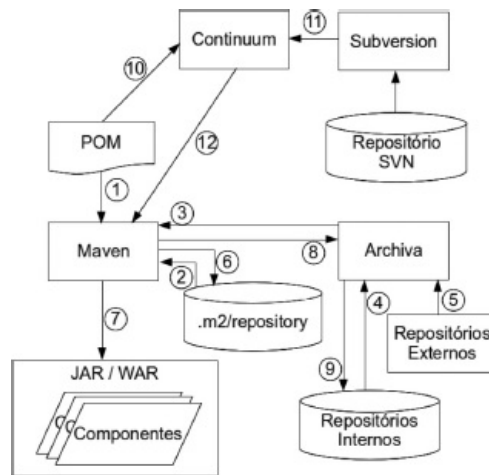 11
Continuum
Subversion
10
POM
12
Repositório
SVN
1
3
Maven
8
Archiva
2
6
4
5
.m2/repository
7
Repositórios
Externos
JAR / WAR
9
C
C
Componentes
Repositórios
Internos